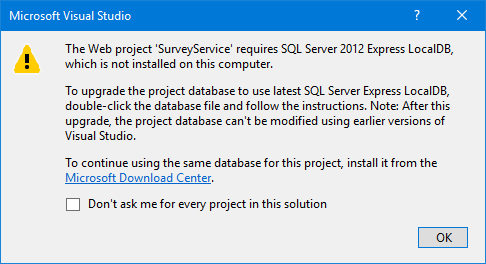 Microsoft Visual Studio
?
The Web project 'SurveyService' requires SQL Server 2012 Express LocalDB,
which is not installed on this computer.
To upgrade the project database to use latest SQL Server Express LocalDB,
double-click the database file and follow the instructions. Note: After this
upgrade, the project database can't be modified using earlier versions of
Visual Studio.
To continue using the same database for this project, install it from the
Microsoft Download Center.
Don't ask me for every project in this solution
OK